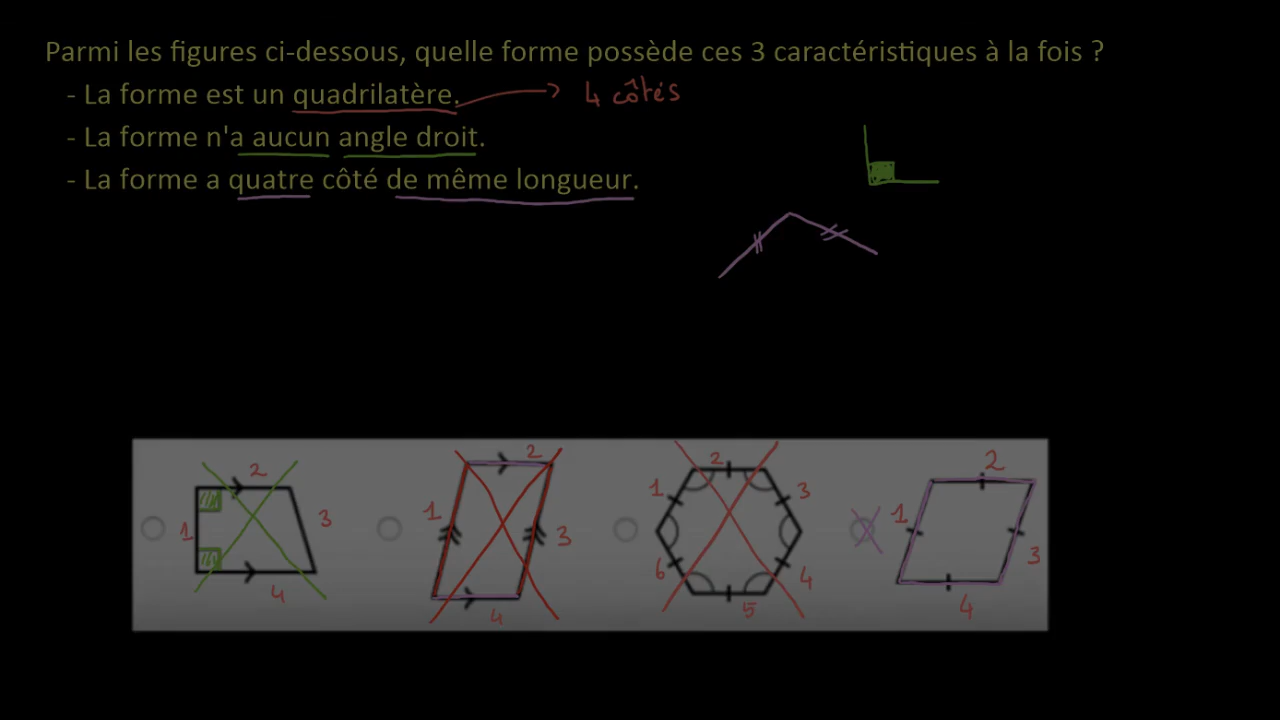 Parmi les figures ci-dessous, quelle forme possède ces 3 caractéristiques à la fois ?
- La forme est un quadrilatère. 4 côtés
- La forme n'a aucun angle droit.
- La forme a quatre côté de même longueur.
1 2 3 4
1 2 3 4
1 2 3 4 5 6
1 2 3 4